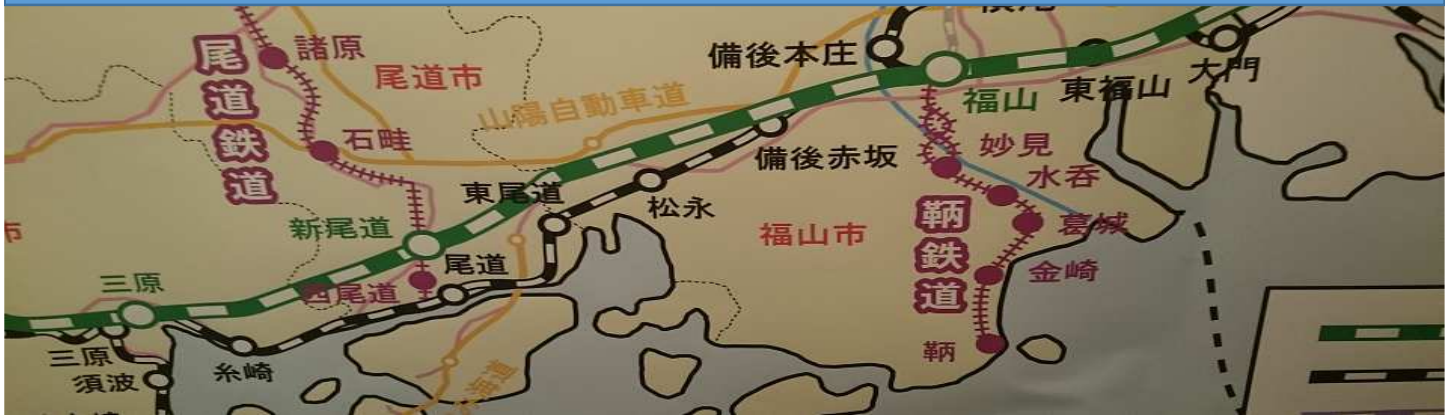 尾道鉄道
諸原
尾道市
石畦
山陽自動車道
備後本庄
福山
東福山
大門
備後赤坂
妙見
水呑
葛城
鞆鉄道
金崎
鞆
福山市
松永
東尾道
新尾道
尾道
西尾道
三原
三原
須波
糸崎
市